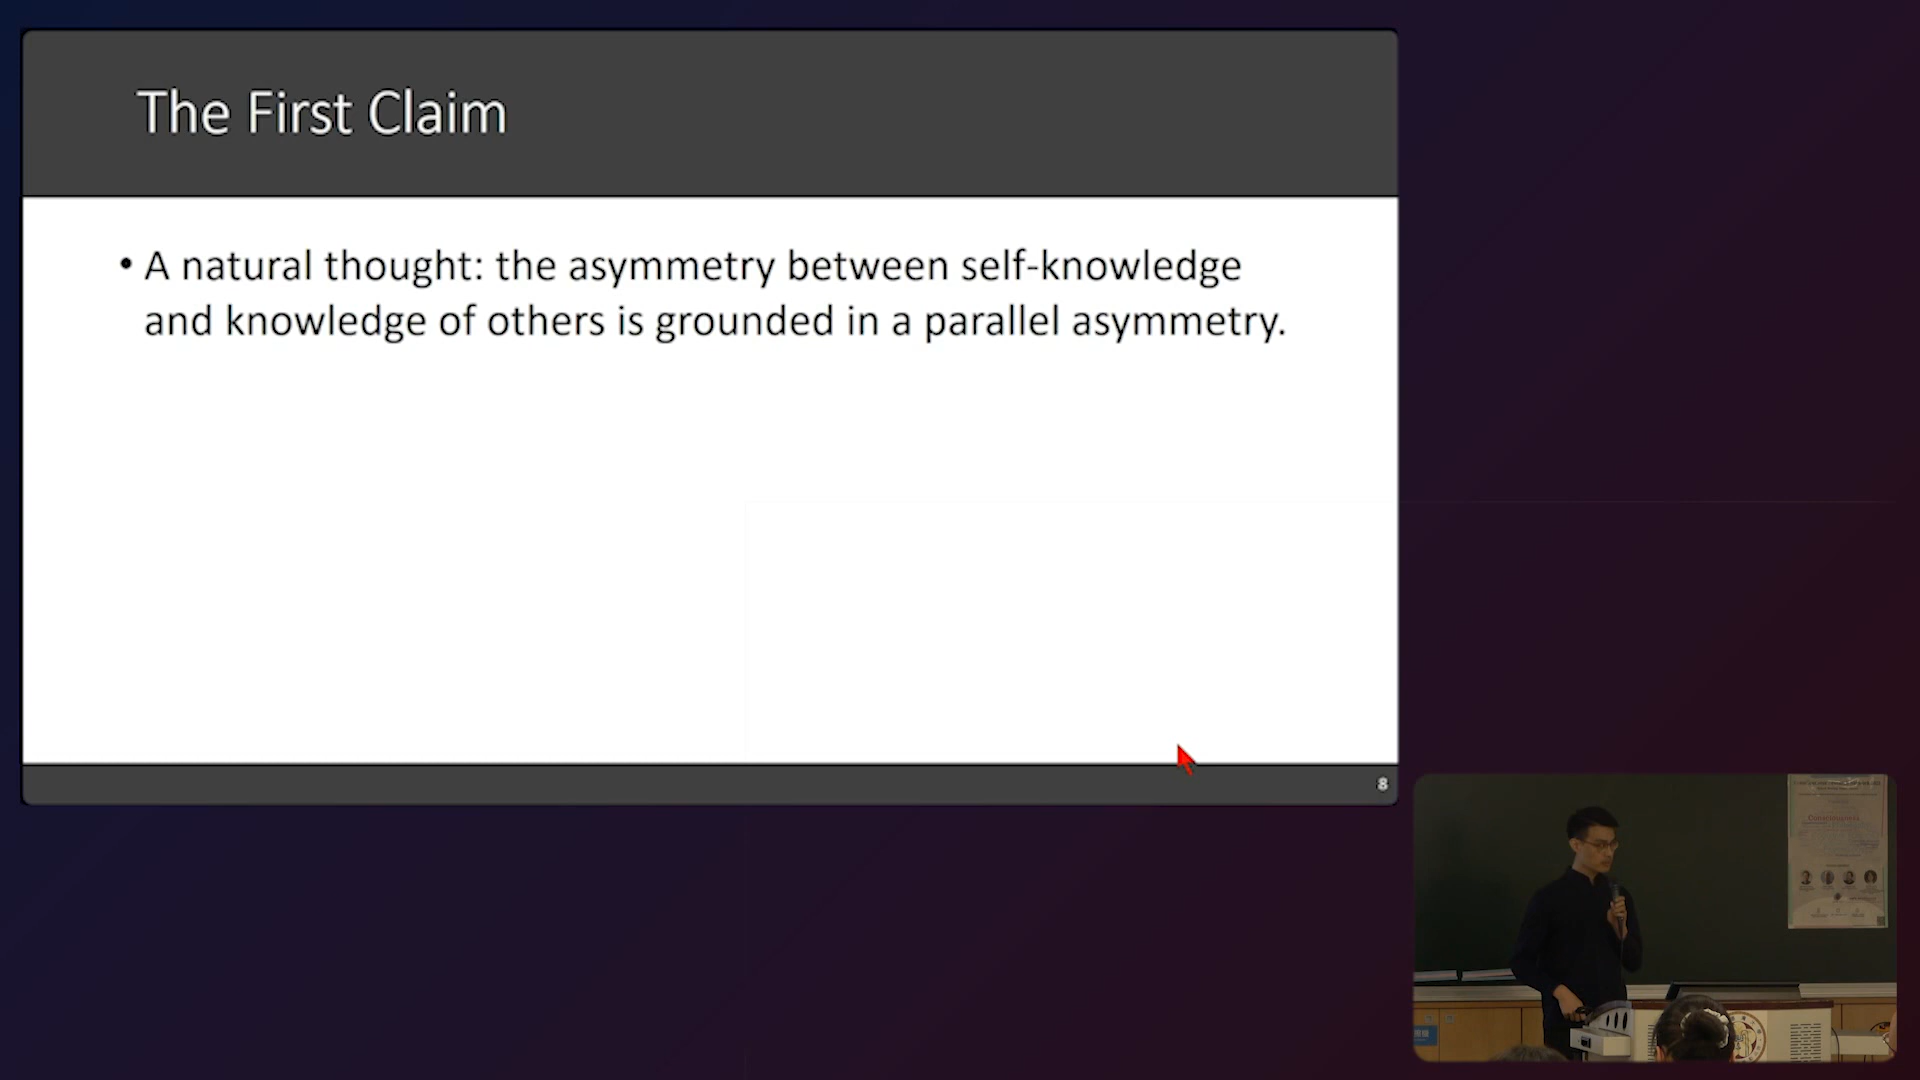 The First Claim
• A natural thought: the asymmetry between self-knowledge
and knowledge of others is grounded in a parallel asymmetry.
8
Consciousness